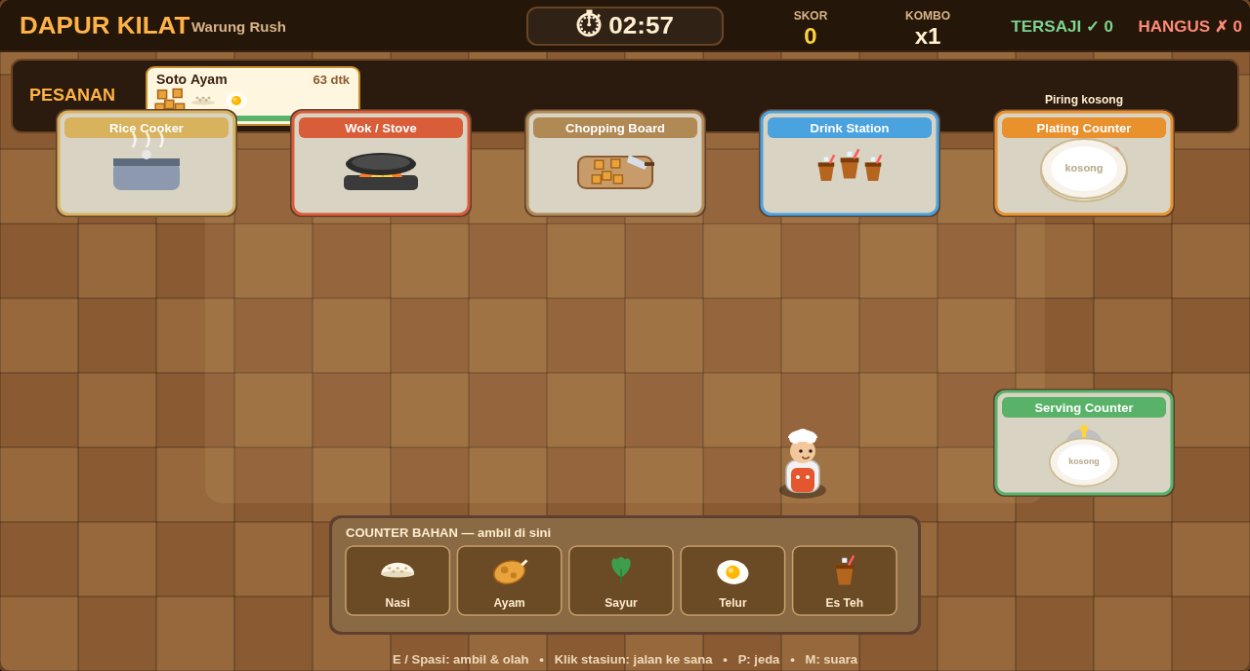 DAPUR KILAT Warung Rush
02:57
SKOR
0
KOMBO
x1
TERSAJI ✓ 0
HANGUS ✗ 0
PESANAN
Soto Ayam
63 dtk
Piring kosong
Rice Cooker
Wok / Stove
Chopping Board
Drink Station
Plating Counter
kosong
Serving Counter
kosong
COUNTER BAHAN — ambil di sini
Nasi
Ayam
Sayur
Telur
Es Teh
E / Spasi: ambil & olah • Klik stasiun: jalan ke sana • P: jeda • M: suara